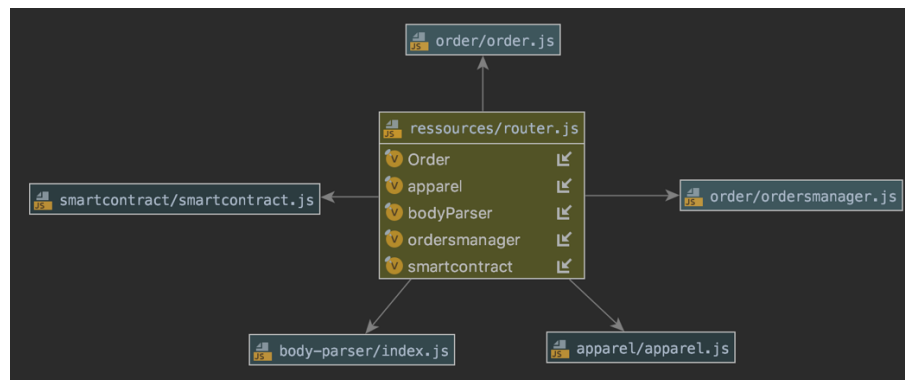 order/order.js
ressources/router.js
Order
apparel
bodyParser
ordersmanager
smartcontract
smartcontract/smartcontract.js
order/ordersmanager.js
body-parser/index.js
apparel/apparel.js